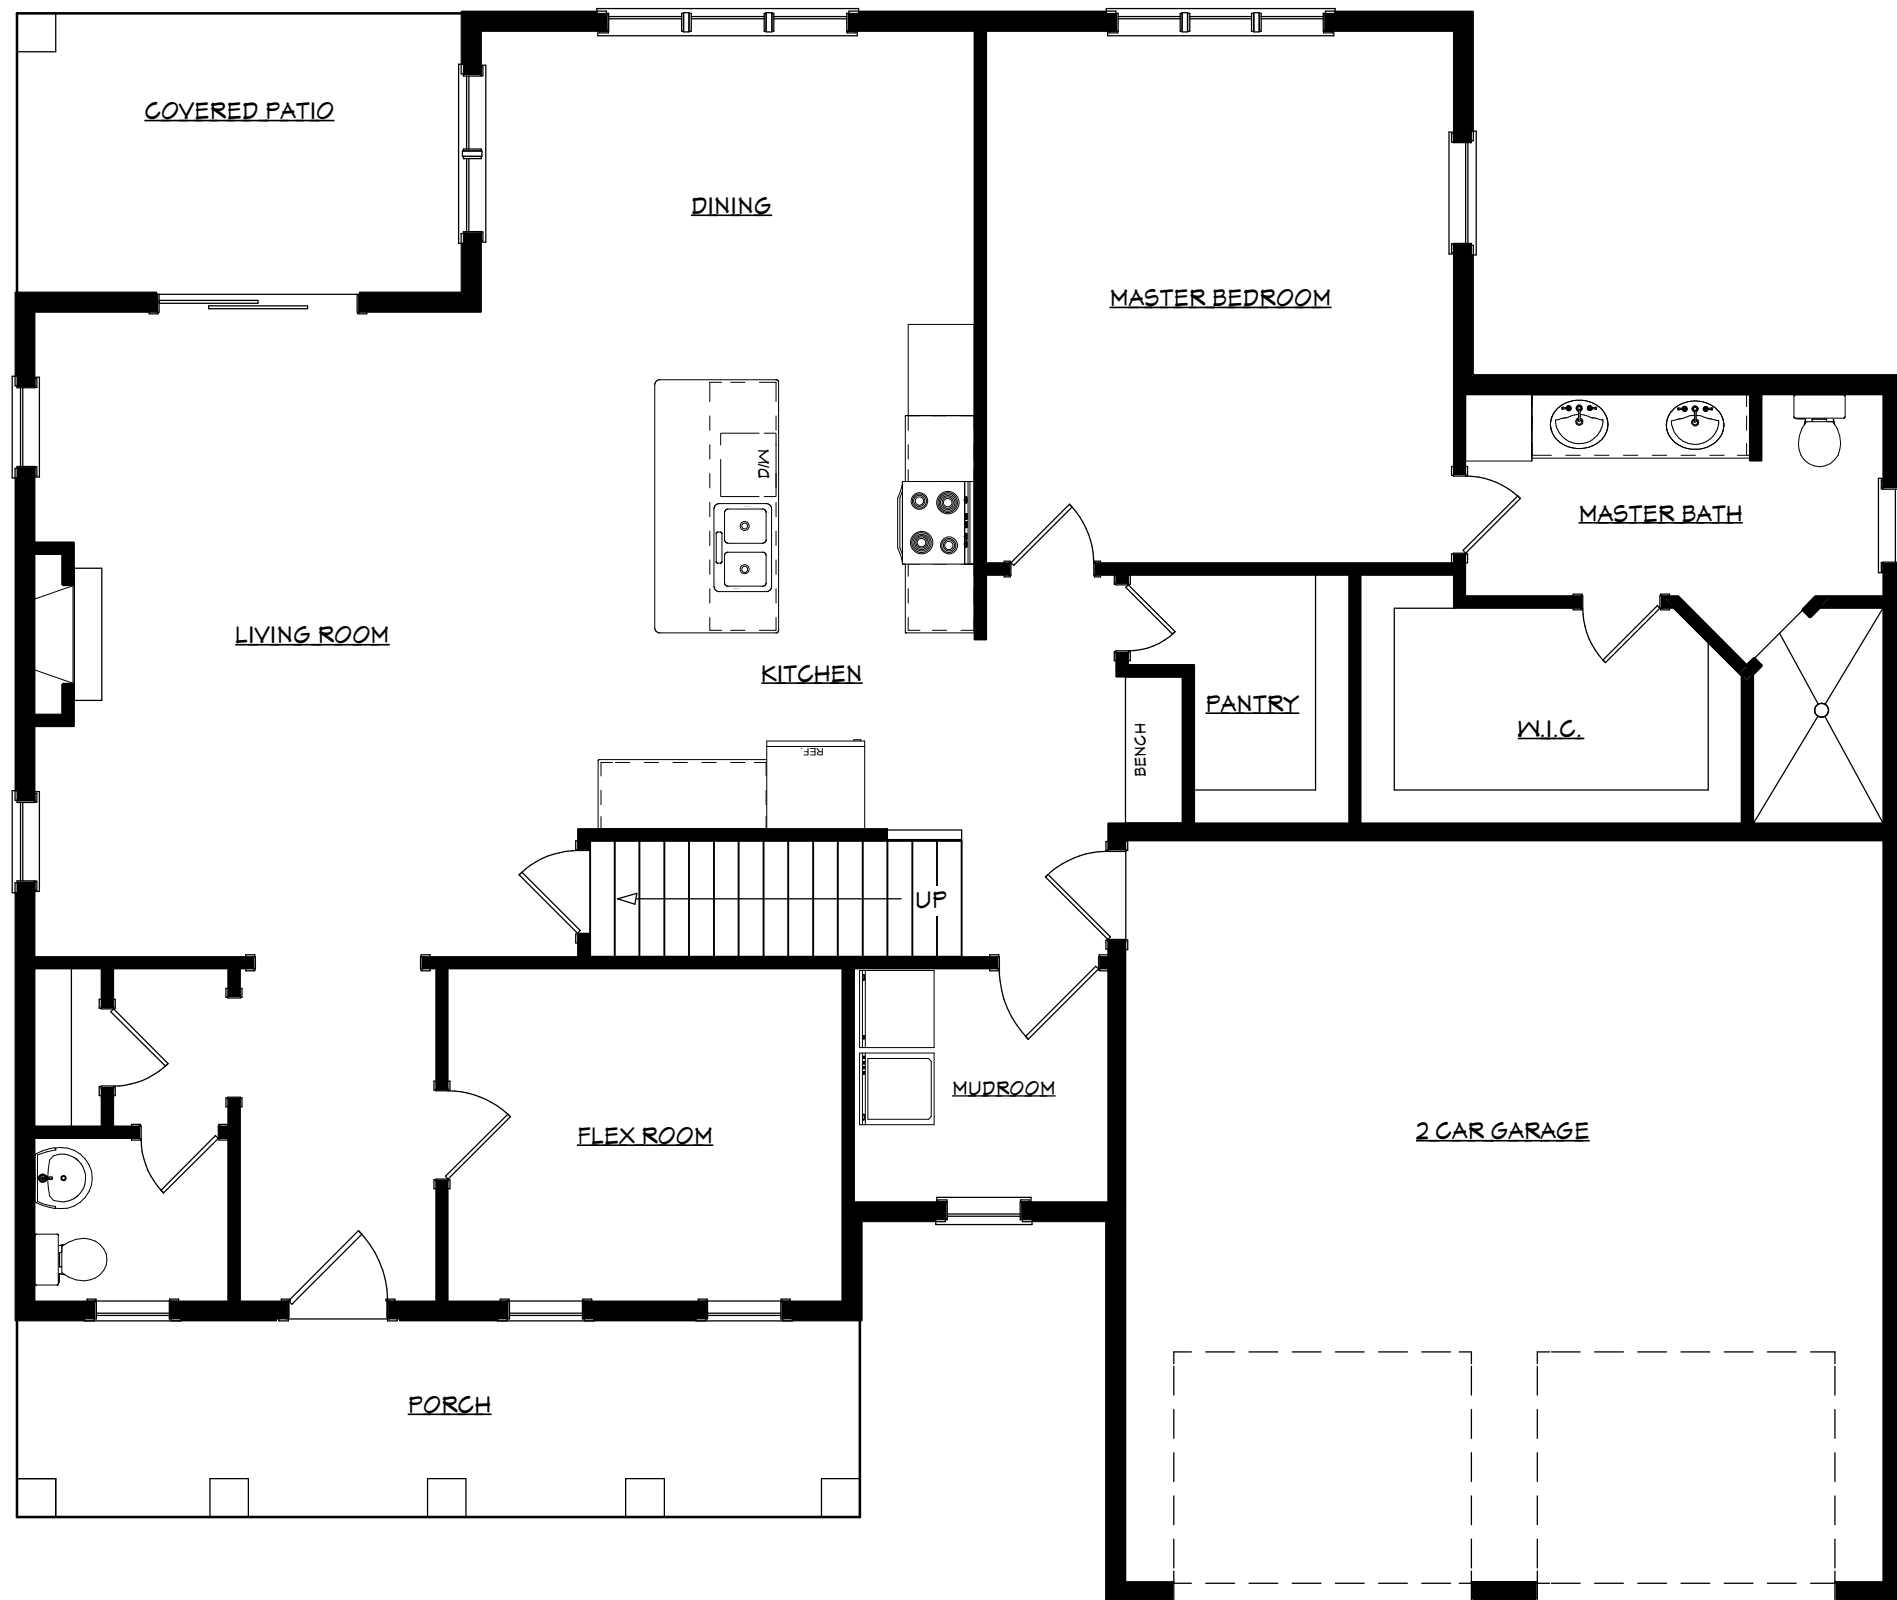 COVERED PATIO
DINING
MASTER BEDROOM
D/W
MASTER BATH
LIVING ROOM
KITCHEN
PANTRY
W.I.C.
BENCH
REF.
UP
MUDROOM
FLEX ROOM
2 CAR GARAGE
PORCH